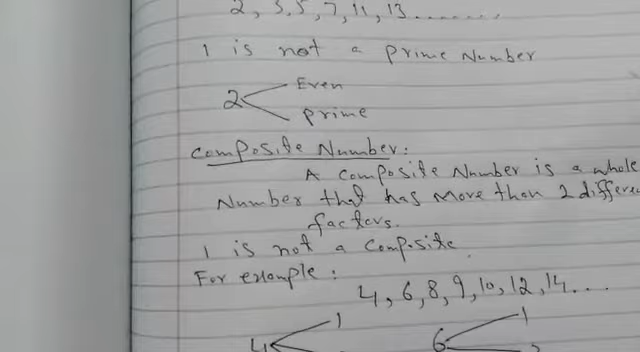 2, 3, 5, 7, 11, 13........
1 is not a prime Number
2 Even
prime
Composite Number:
A composite Number is a whole
Number that has more than 2 differe
factors.
1 is not a composite.
For example:
4, 6, 8, 9, 10, 12, 14...
4 1 6 1